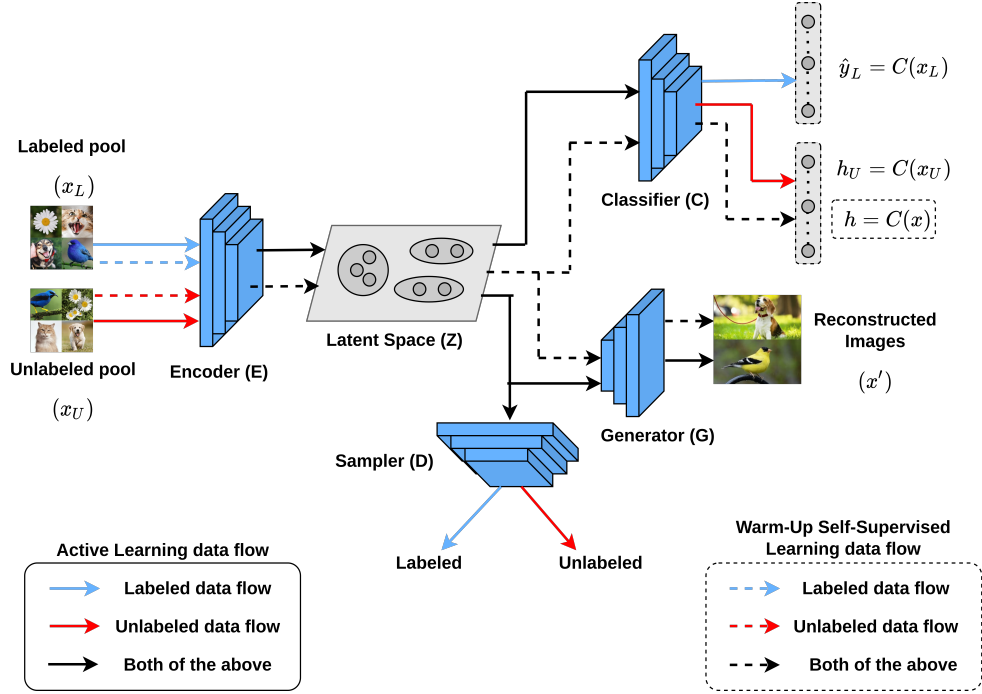 Labeled pool
(x_L)
Unlabeled pool
(x_U)
Encoder (E)
Latent Space (Z)
Classifier (C)
ŷ_L = C(x_L)
h_U = C(x_U)
h = C(x)
Reconstructed
Images
(x′)
Generator (G)
Sampler (D)
Labeled
Unlabeled
Active Learning data flow
Labeled data flow
Unlabeled data flow
Both of the above
Warm-Up Self-Supervised
Learning data flow
Labeled data flow
Unlabeled data flow
Both of the above